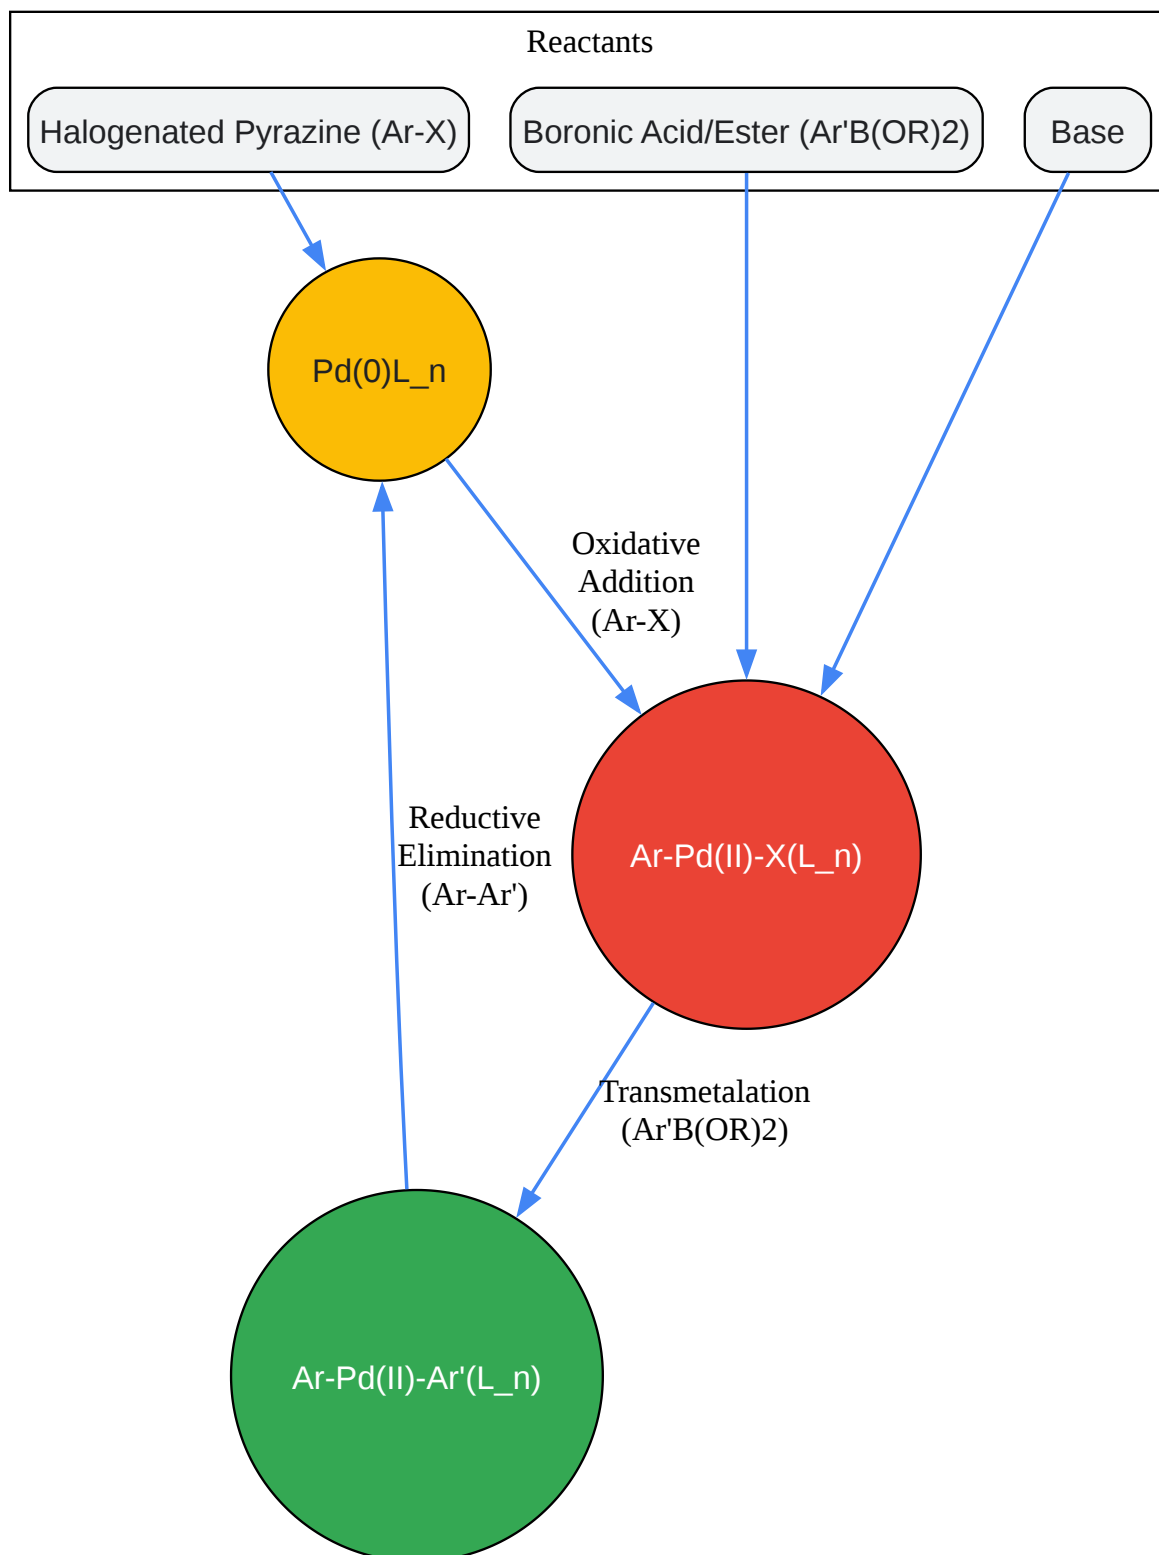 Reactants
Halogenated Pyrazine (Ar-X)
Boronic Acid/Ester (Ar'B(OR)2)
Base
Pd(0)L_n
Oxidative
Addition
(Ar-X)
Reductive
Elimination
(Ar-Ar')
Ar-Pd(II)-X(L_n)
Transmetalation
(Ar'B(OR)2)
Ar-Pd(II)-Ar'(L_n)